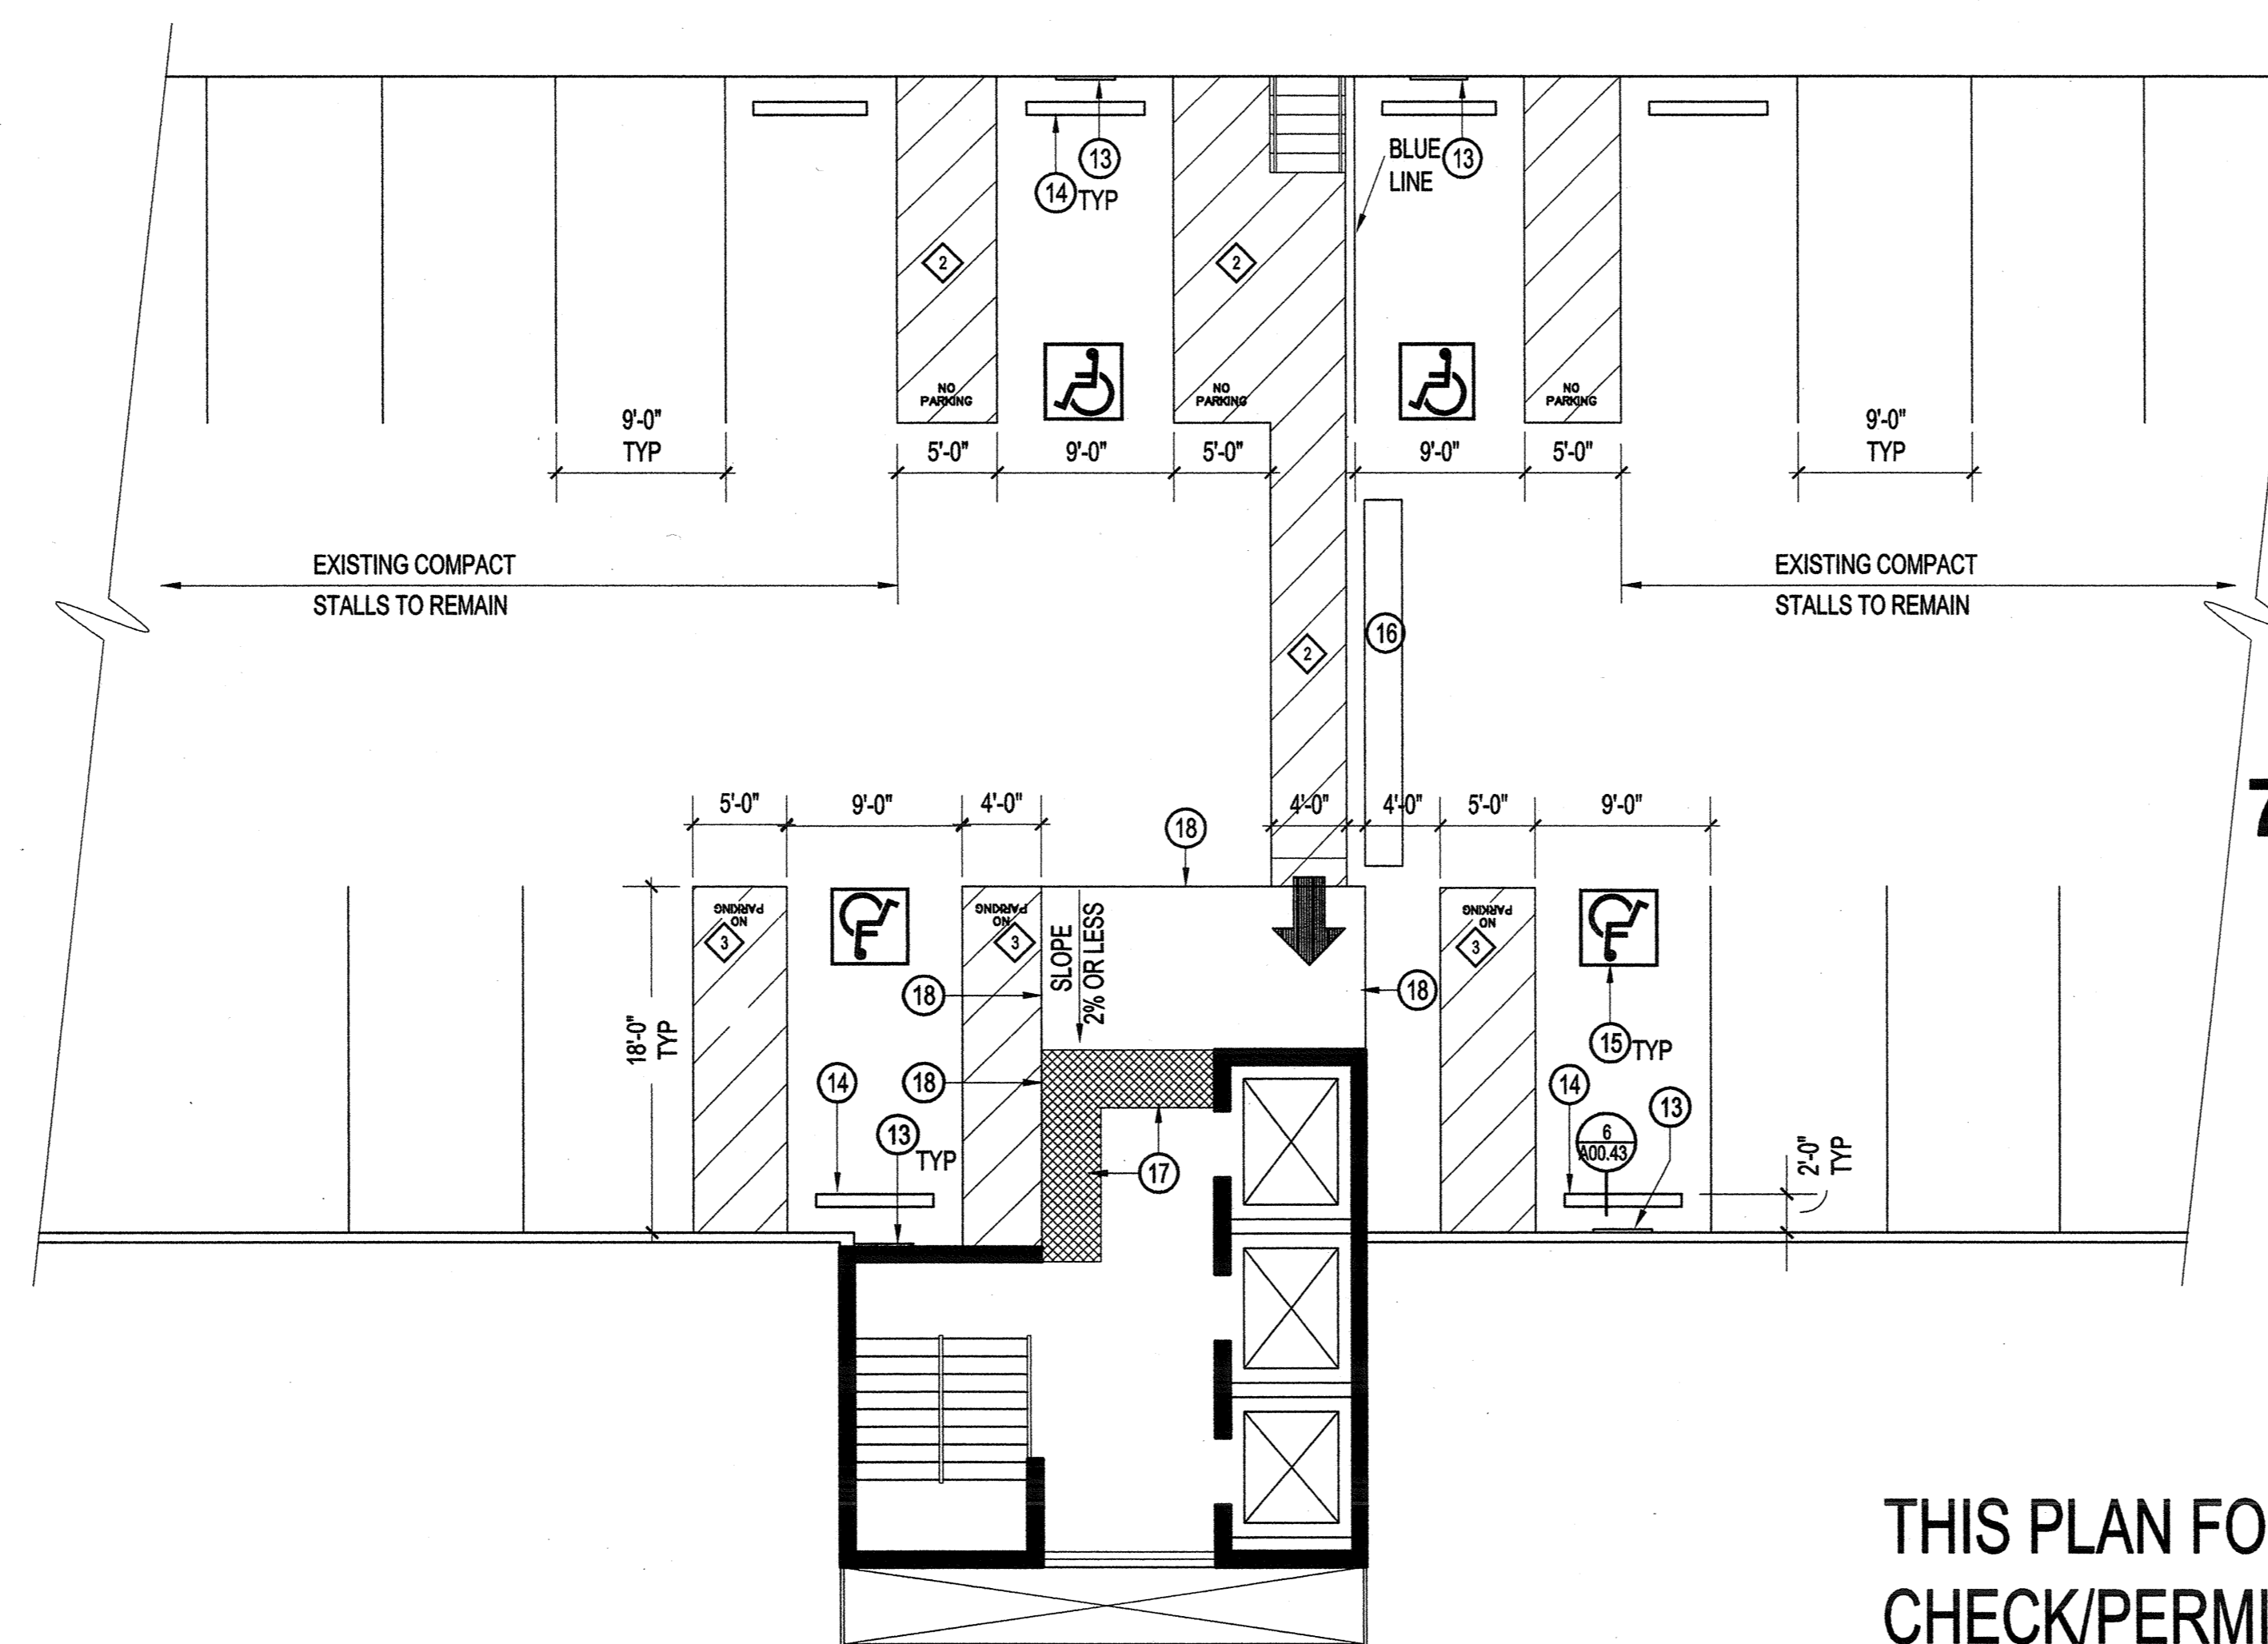 BLUE
LINE
13
13
14 TYP
2
2
NO
PARKING
NO
PARKING
NO
PARKING
9'-0"
TYP
5'-0"
9'-0"
5'-0"
9'-0"
5'-0"
9'-0"
TYP
EXISTING COMPACT
STALLS TO REMAIN
EXISTING COMPACT
STALLS TO REMAIN
16
2
5'-0"
9'-0"
4'-0"
18
4'-0"
4'-0"
5'-0"
9'-0"
7
NO
PARKING
3
NO
PARKING
3
NO
PARKING
3
SLOPE
2% OR LESS
18
18
18'-0"
TYP
15 TYP
14
18
14
13
6
A00.43
13 TYP
17
2'-0"
TYP
THIS PLAN FO
CHECK/PERMI